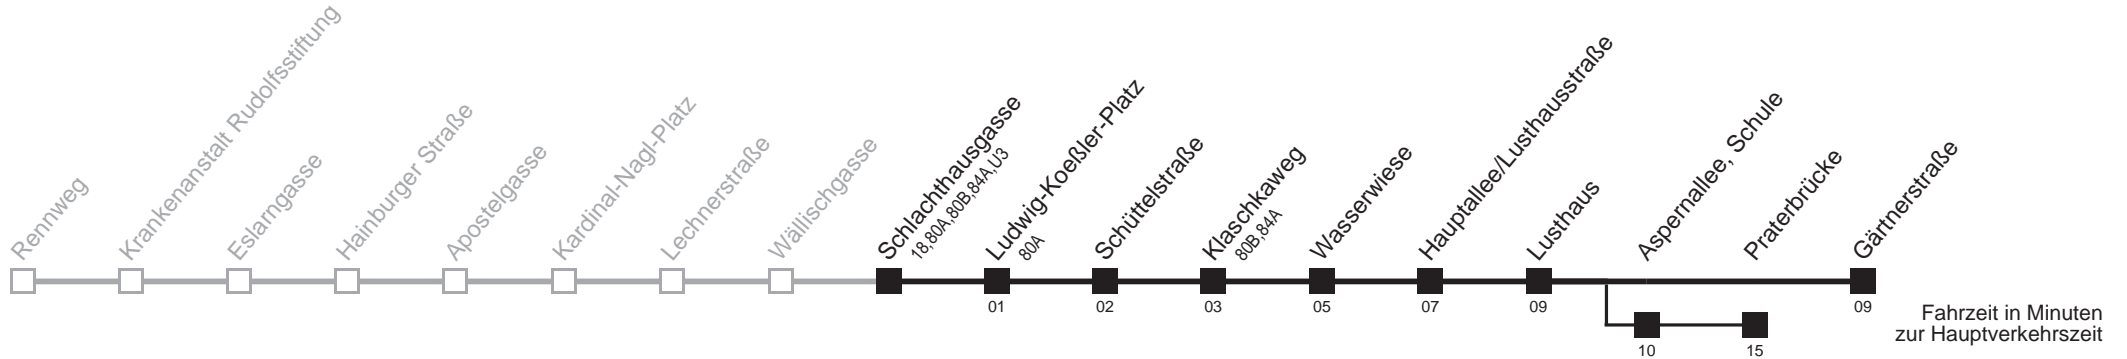 Rennweg
Krankenanstalt Rudolfsstiftung
Eslarngasse
Hainburger Straße
Apostelgasse
Kardinal-Nagl-Platz
Lechnerstraße
Wällischgasse
Schlachthausgasse
18,80A,80B,84A,U3
Ludwig-Koeßler-Platz
80A
Schüttelstraße
Klaschkaweg
80B,84A
Wasserwiese
Hauptallee/Lusthausstraße
Lusthaus
Aspernallee, Schule
Praterbrücke
Gärtnerstraße
01
02
03
05
07
09
09
10
15
Fahrzeit in Minuten
zur Hauptverkehrszeit